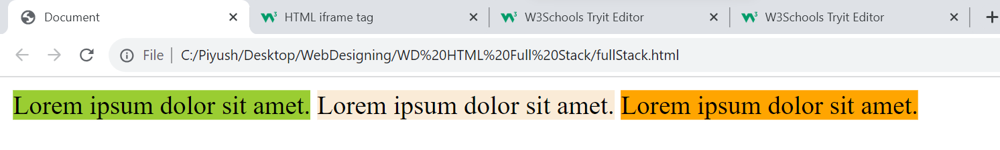 Document HTML iframe tag W3Schools Tryit Editor W3Schools Tryit Editor
File C:/Piyush/Desktop/WebDesigning/WD%20HTML%20Full%20Stack/fullStack.html
Lorem ipsum dolor sit amet. Lorem ipsum dolor sit amet. Lorem ipsum dolor sit amet.